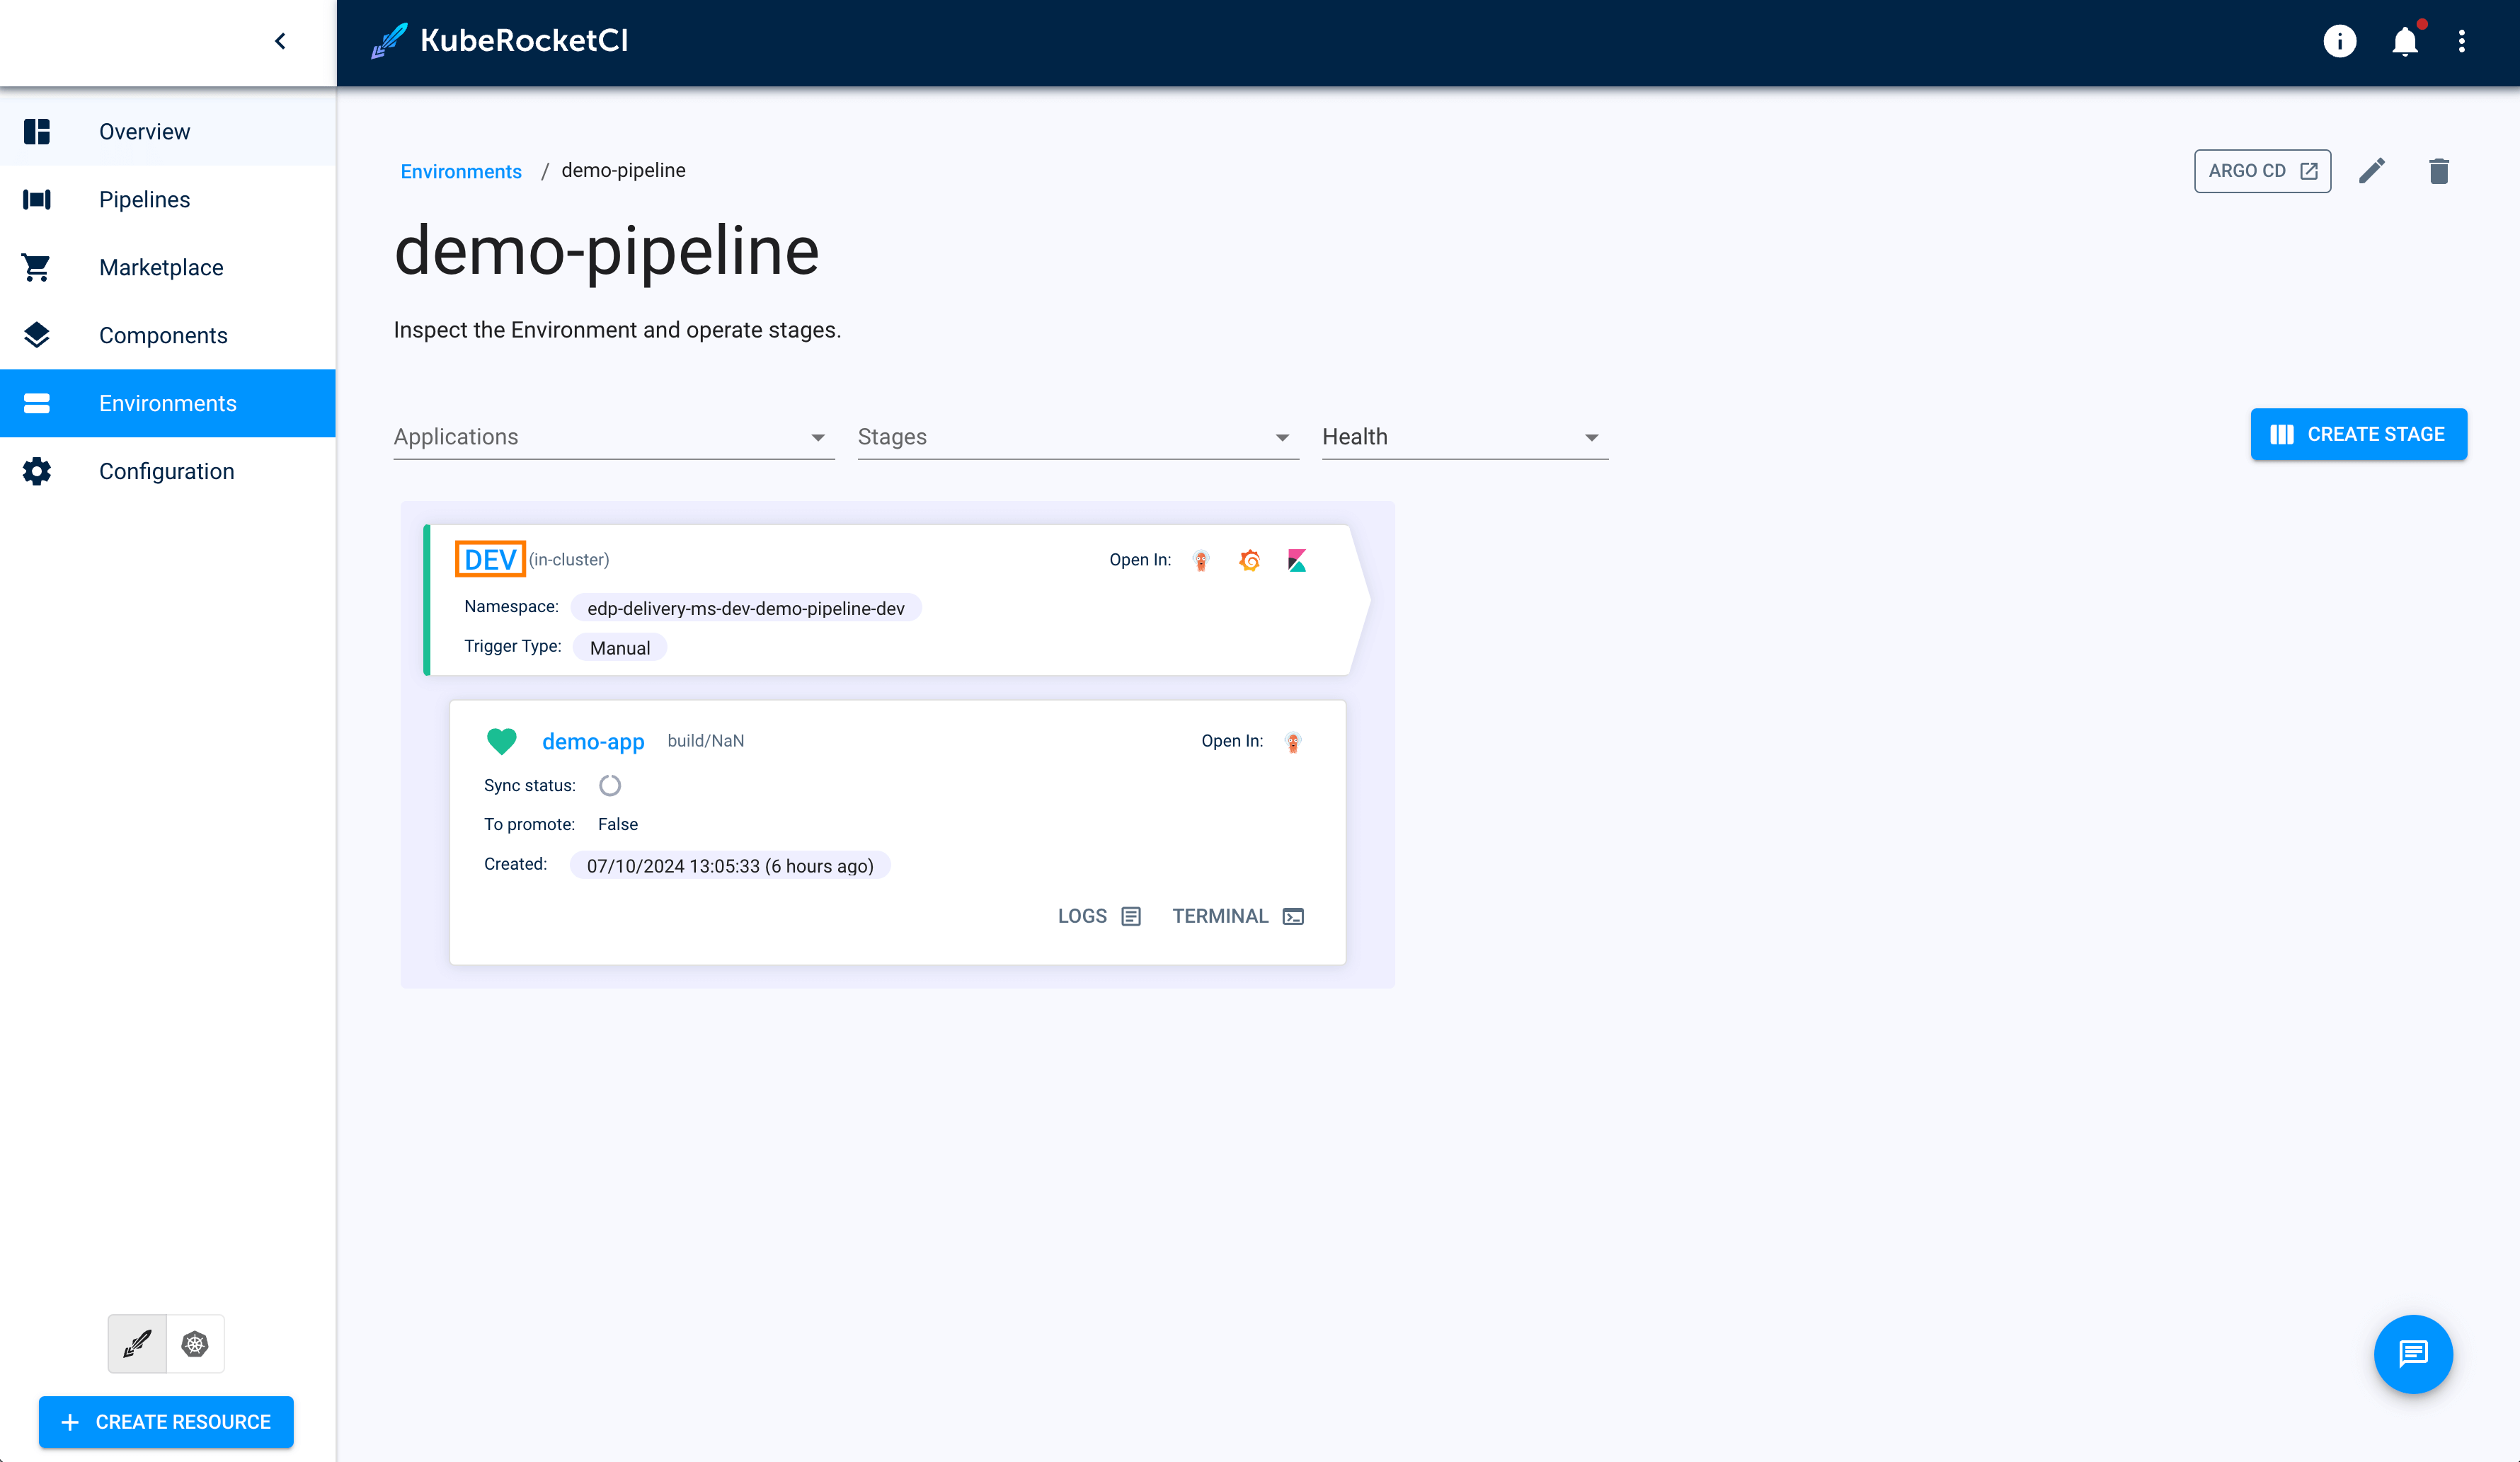 KubeRocketCI
Overview
Pipelines
Marketplace
Components
Environments
Configuration
CREATE RESOURCE
Environments / demo-pipeline
ARGO CD
demo-pipeline
Inspect the Environment and operate stages.
Applications
Stages
Health
CREATE STAGE
DEV (in-cluster)
Open In:
Namespace: edp-delivery-ms-dev-demo-pipeline-dev
Trigger Type: Manual
demo-app build/NaN
Open In:
Sync status:
To promote: False
Created: 07/10/2024 13:05:33 (6 hours ago)
LOGS
TERMINAL